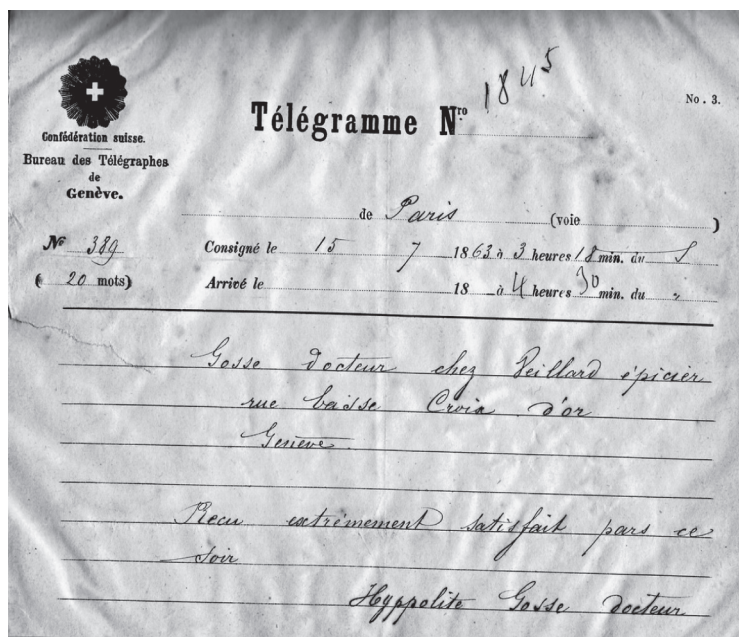 1845
No. 3.
Télégramme Nro
Confédération suisse.
Bureau des Télégraphes
de
Genève.
de Paris (voie )
No 389 Consigné le 15 7 1863 à 3 heures 18 min. du S
( 20 mots) Arrivé le 18 à 4 heures 30 min. du "
Gosse docteur chez Veillard épicier
rue basse Croix d'or
Genève
Recu extrêmement satisfait pars ce
soir
Hyppolite Gosse docteur